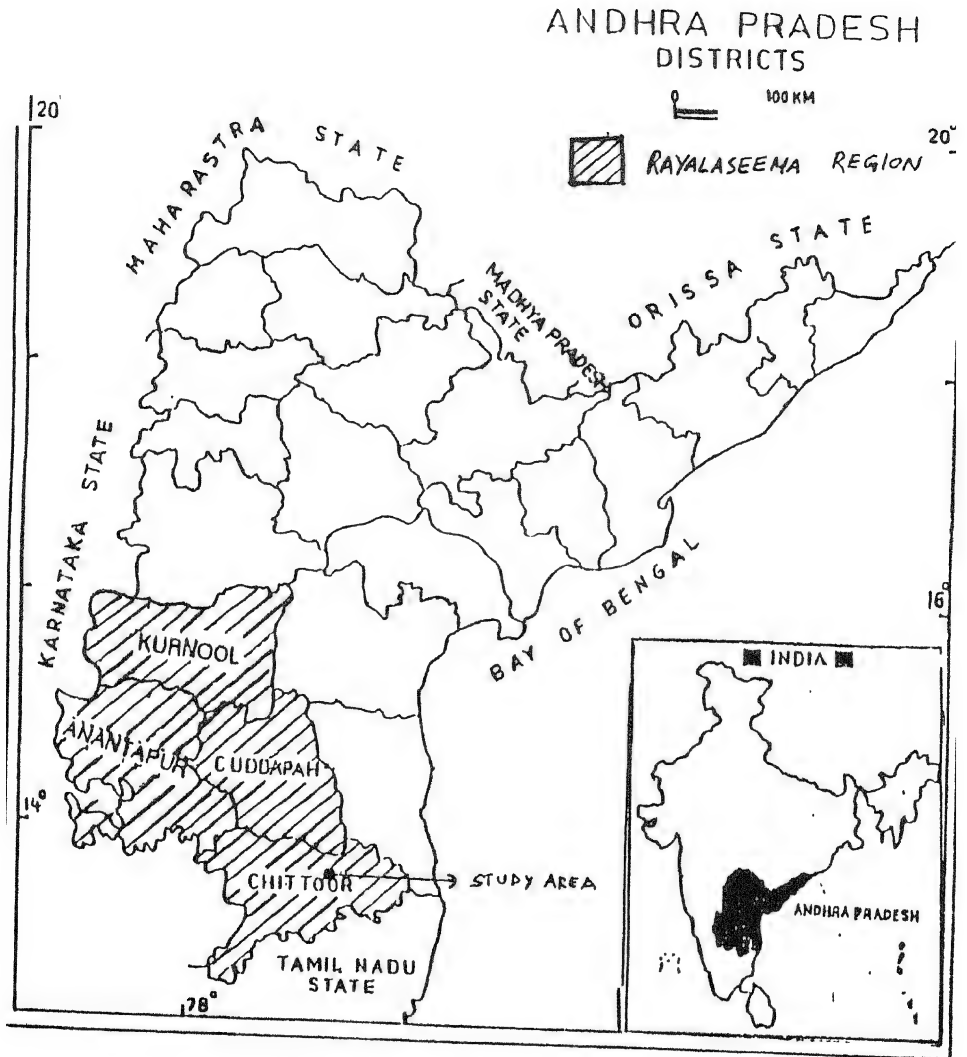 ANDHRA PRADESH
DISTRICTS
0 100 KM
RAYALASEEMA REGION
20°
20°
MAHARASTRA STATE
MADHYA PRADESH
STATE
ORISSA STATE
KARNATAKA STATE
BAY OF BENGAL
16°
KURNOOL
ANANTAPUR
CUDDAPAH
14°
CHITTOOR
STUDY AREA
TAMIL NADU
STATE
78°
INDIA
ANDHRA PRADESH